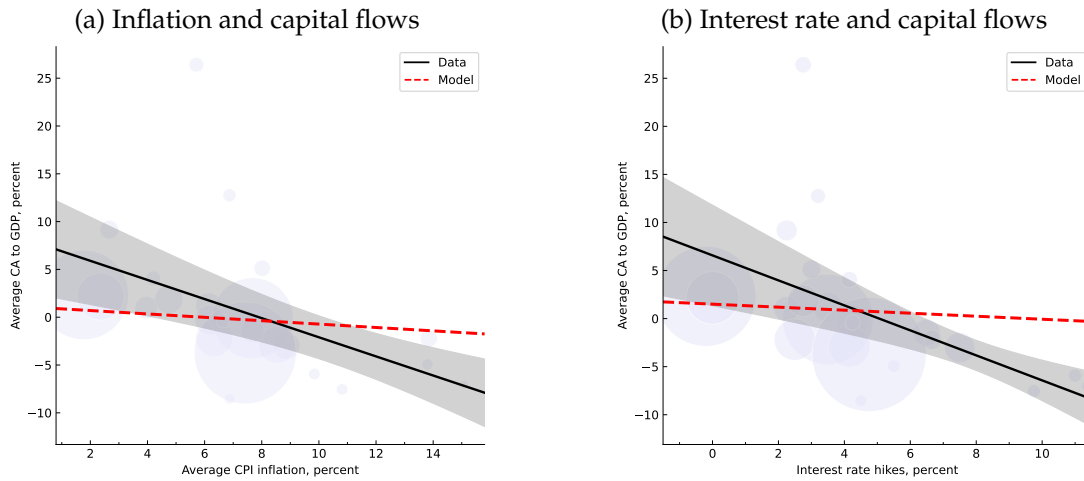 (a) Inflation and capital flows
Data
Model
25
20
15
10
5
0
−5
−10
Average CA to GDP, percent
2 4 6 8 10 12 14
Average CPI inflation, percent
(b) Interest rate and capital flows
Data
Model
25
20
15
10
5
0
−5
−10
Average CA to GDP, percent
0 2 4 6 8 10
Interest rate hikes, percent